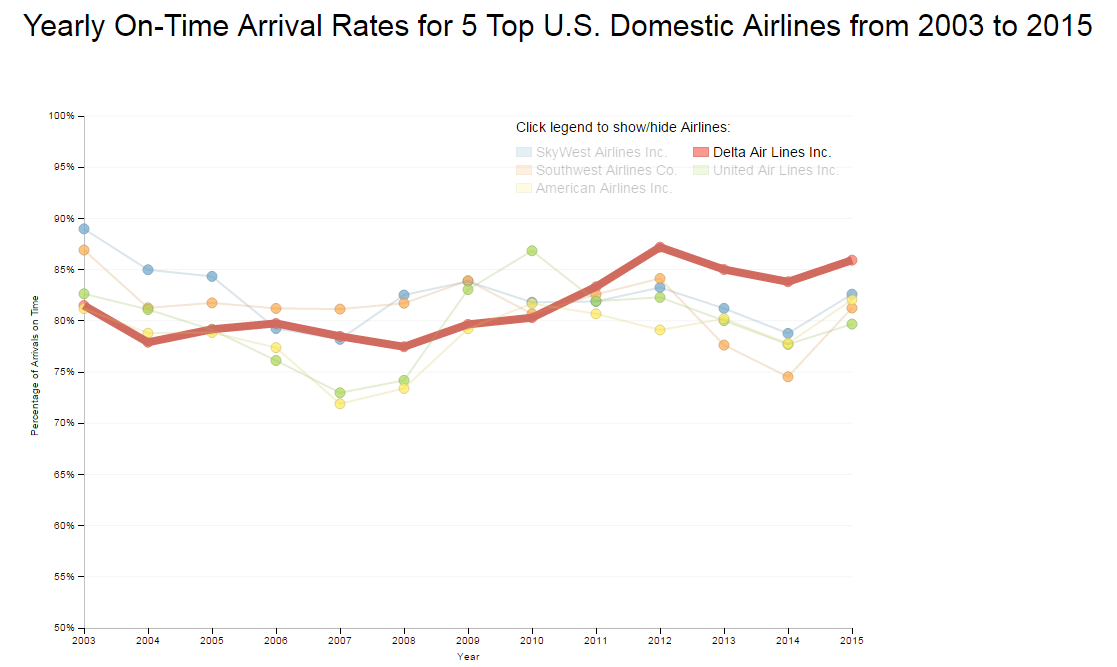 Yearly On-Time Arrival Rates for 5 Top U.S. Domestic Airlines from 2003 to 2015
Click legend to show/hide Airlines:
SkyWest Airlines Inc. Delta Air Lines Inc.
Southwest Airlines Co. United Air Lines Inc.
American Airlines Inc.
100%
95%
90%
85%
80%
75%
70%
65%
60%
55%
50%
Percentage of Arrivals on Time
2003 2004 2005 2006 2007 2008 2009 2010 2011 2012 2013 2014 2015
Year